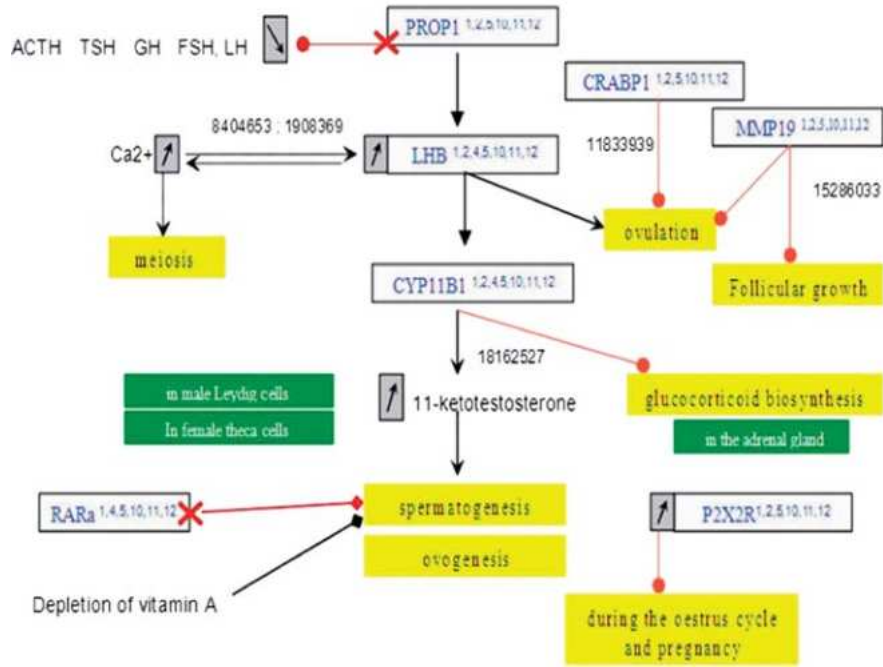 PROP1 1,2,5,10,11,12
ACTH TSH GH FSH, LH
CRABP1 1,2,5,10,11,12
8404653 ; 1908369
MMP19 1,2,5,10,11,12
Ca2+
LHB 1,2,4,5,10,11,12
11833939
15286033
ovulation
meiosis
CYP11B1 1,2,4,5,10,11,12
Follicular growth
18162527
in male Leydig cells
11-ketotestosterone
glucocorticoid biosynthesis
In female theca cells
in the adrenal gland
RARa 1,4,5,10,11,12
spermatogenesis
P2X2R 1,2,5,10,11,12
ovogenesis
Depletion of vitamin A
during the oestrus cycle
and pregnancy